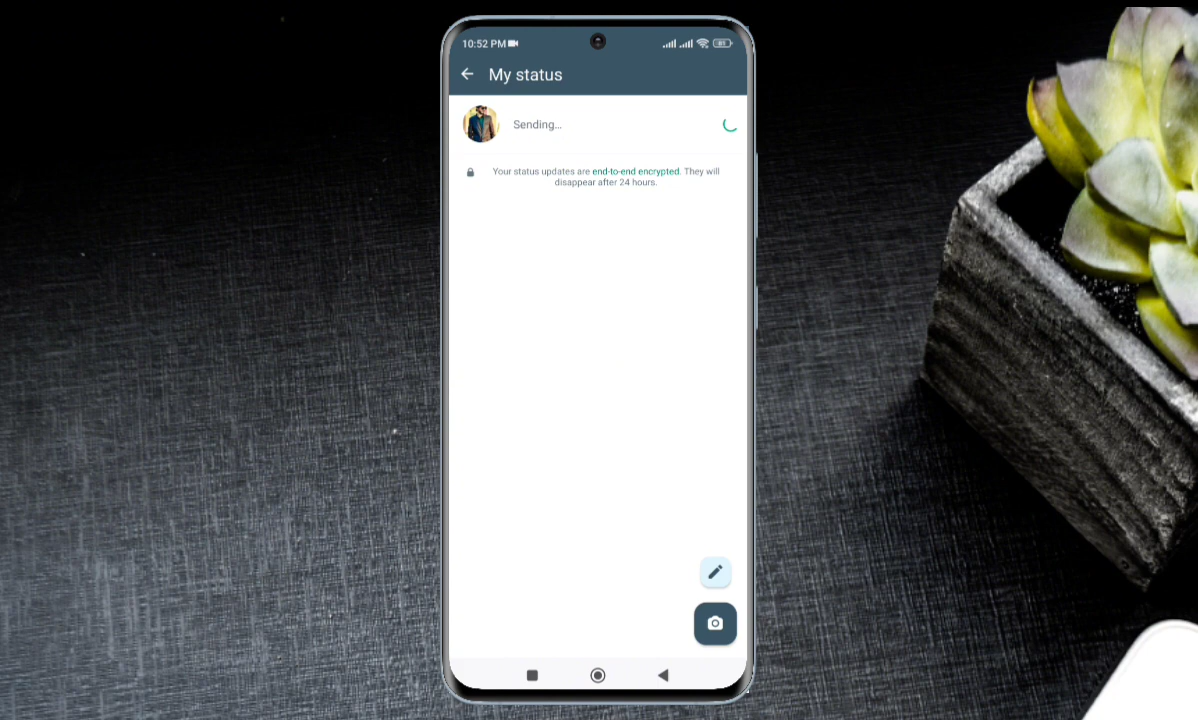 10:52 PM
My status
Sending...
Your status updates are end-to-end encrypted. They will
disappear after 24 hours.